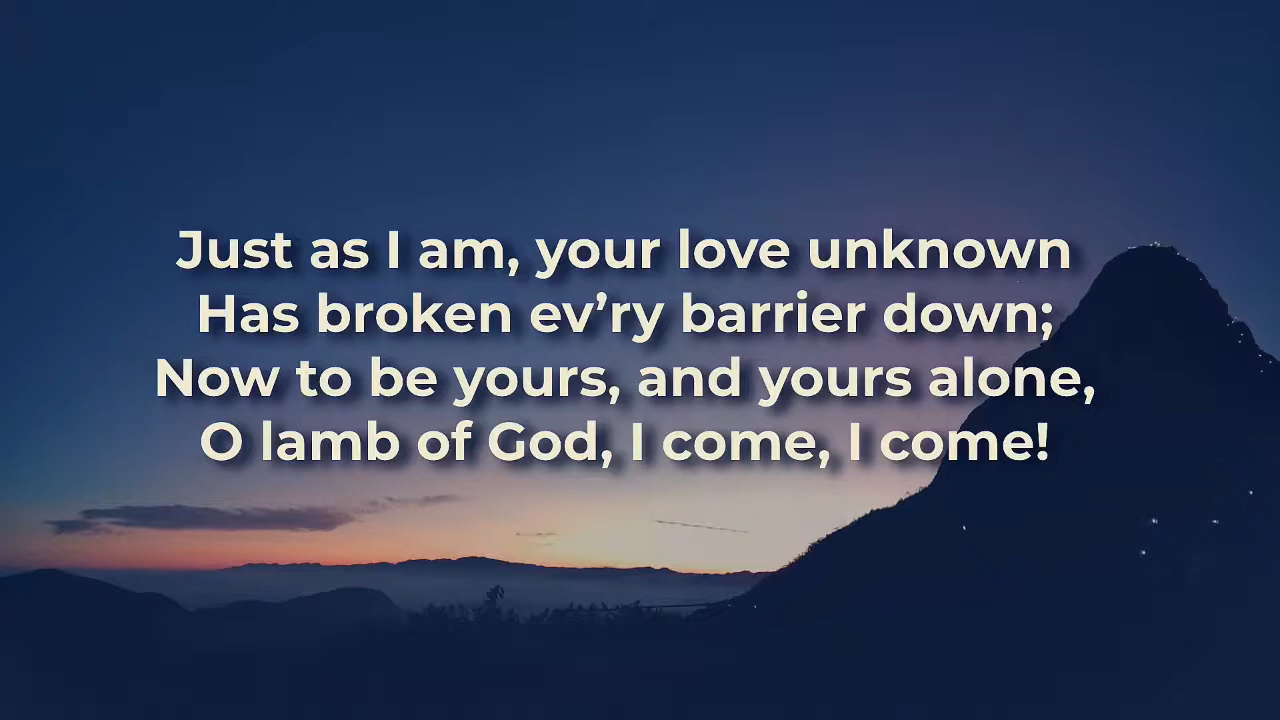 Just as I am, your love unknown
Has broken ev’ry barrier down;
Now to be yours, and yours alone,
O lamb of God, I come, I come!